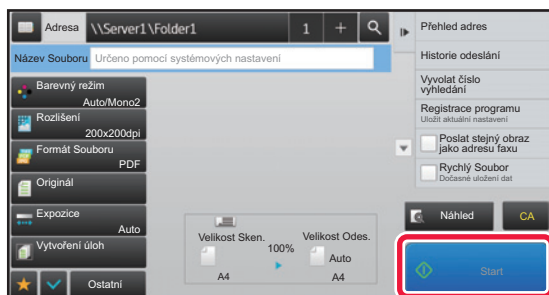 Adresa
\\Server1\Folder1
1
+
Název Souboru
Určeno pomocí systémových nastavení
Barevný režim
Auto/Mono2
Rozlišení
200x200dpi
Formát Souboru
PDF
Originál
Expozice
Auto
Vytvoření úloh
Ostatní
Velikost Sken.
100%
Velikost Odes.
Auto
A4
A4
Přehled adres
Historie odeslání
Vyvolat číslo
vyhledání
Registrace programu
Uložit aktuální nastavení
Poslat stejný obraz
jako adresu faxu
Rychlý Soubor
Dočasné uložení dat
Náhled
CA
Start